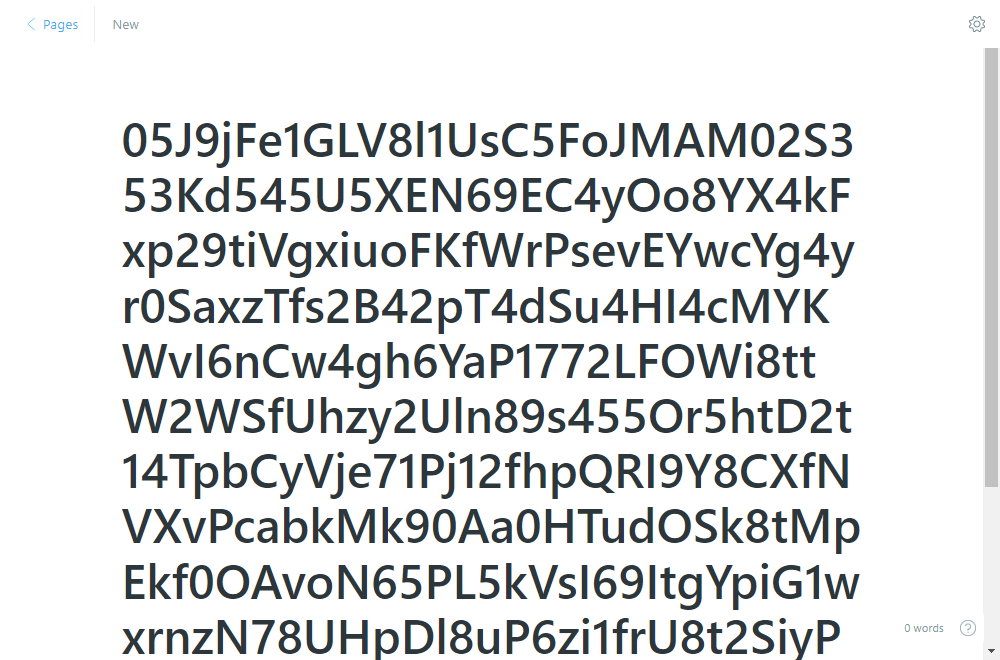 Pages
New
05J9jFe1GLV8l1UsC5FoJMAM02S3
53Kd545U5XEN69EC4yOo8YX4kF
xp29tiVgxiuoFKfWrPsevEYwcYg4y
r0SaxzTfs2B42pT4dSu4HI4cMYK
WvI6nCw4gh6YaP1772LFOWi8tt
W2WSfUhzy2Uln89s455Or5htD2t
14TpbCyVje71Pj12fhpQRI9Y8CXfN
VXvPcabkMk90Aa0HTudOSk8tMp
Ekf0OAvoN65PL5kVsI69ItgYpiG1w
xrnzN78UHpDl8uP6zi1frU8t2SiyP
0 words